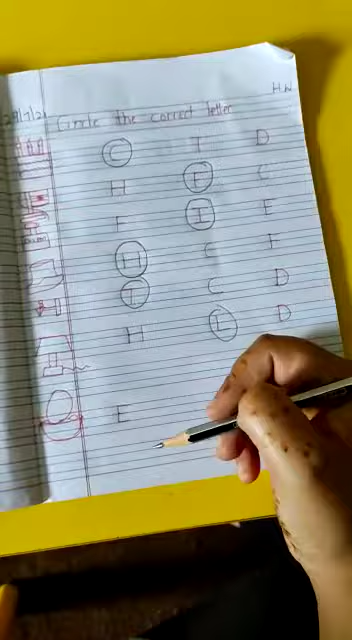 HW
Circle the correct letter
C I D
H F C
F I E
H C F
T C D
H L D
E